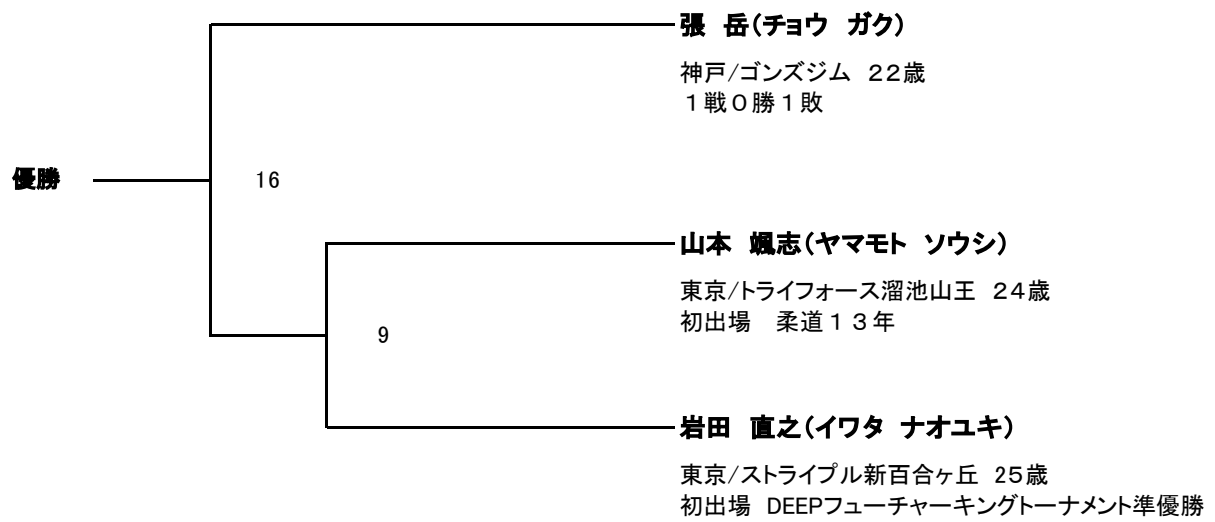 張　岳(チョウ　ガク)
神戸/ゴンズジム　２２歳
１戦０勝１敗
優勝
16
山本　颯志(ヤマモト　ソウシ)
東京/トライフォース溜池山王　２４歳
初出場　柔道１３年
9
岩田　直之(イワタ　ナオユキ)
東京/ストライプル新百合ヶ丘　25歳
初出場　DEEPフューチャーキングトーナメント準優勝